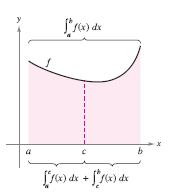 y
∫ₐᵇ f(x) dx
f
x
a c b
∫ₐᶜ f(x) dx + ∫꜀ᵇ f(x) dx